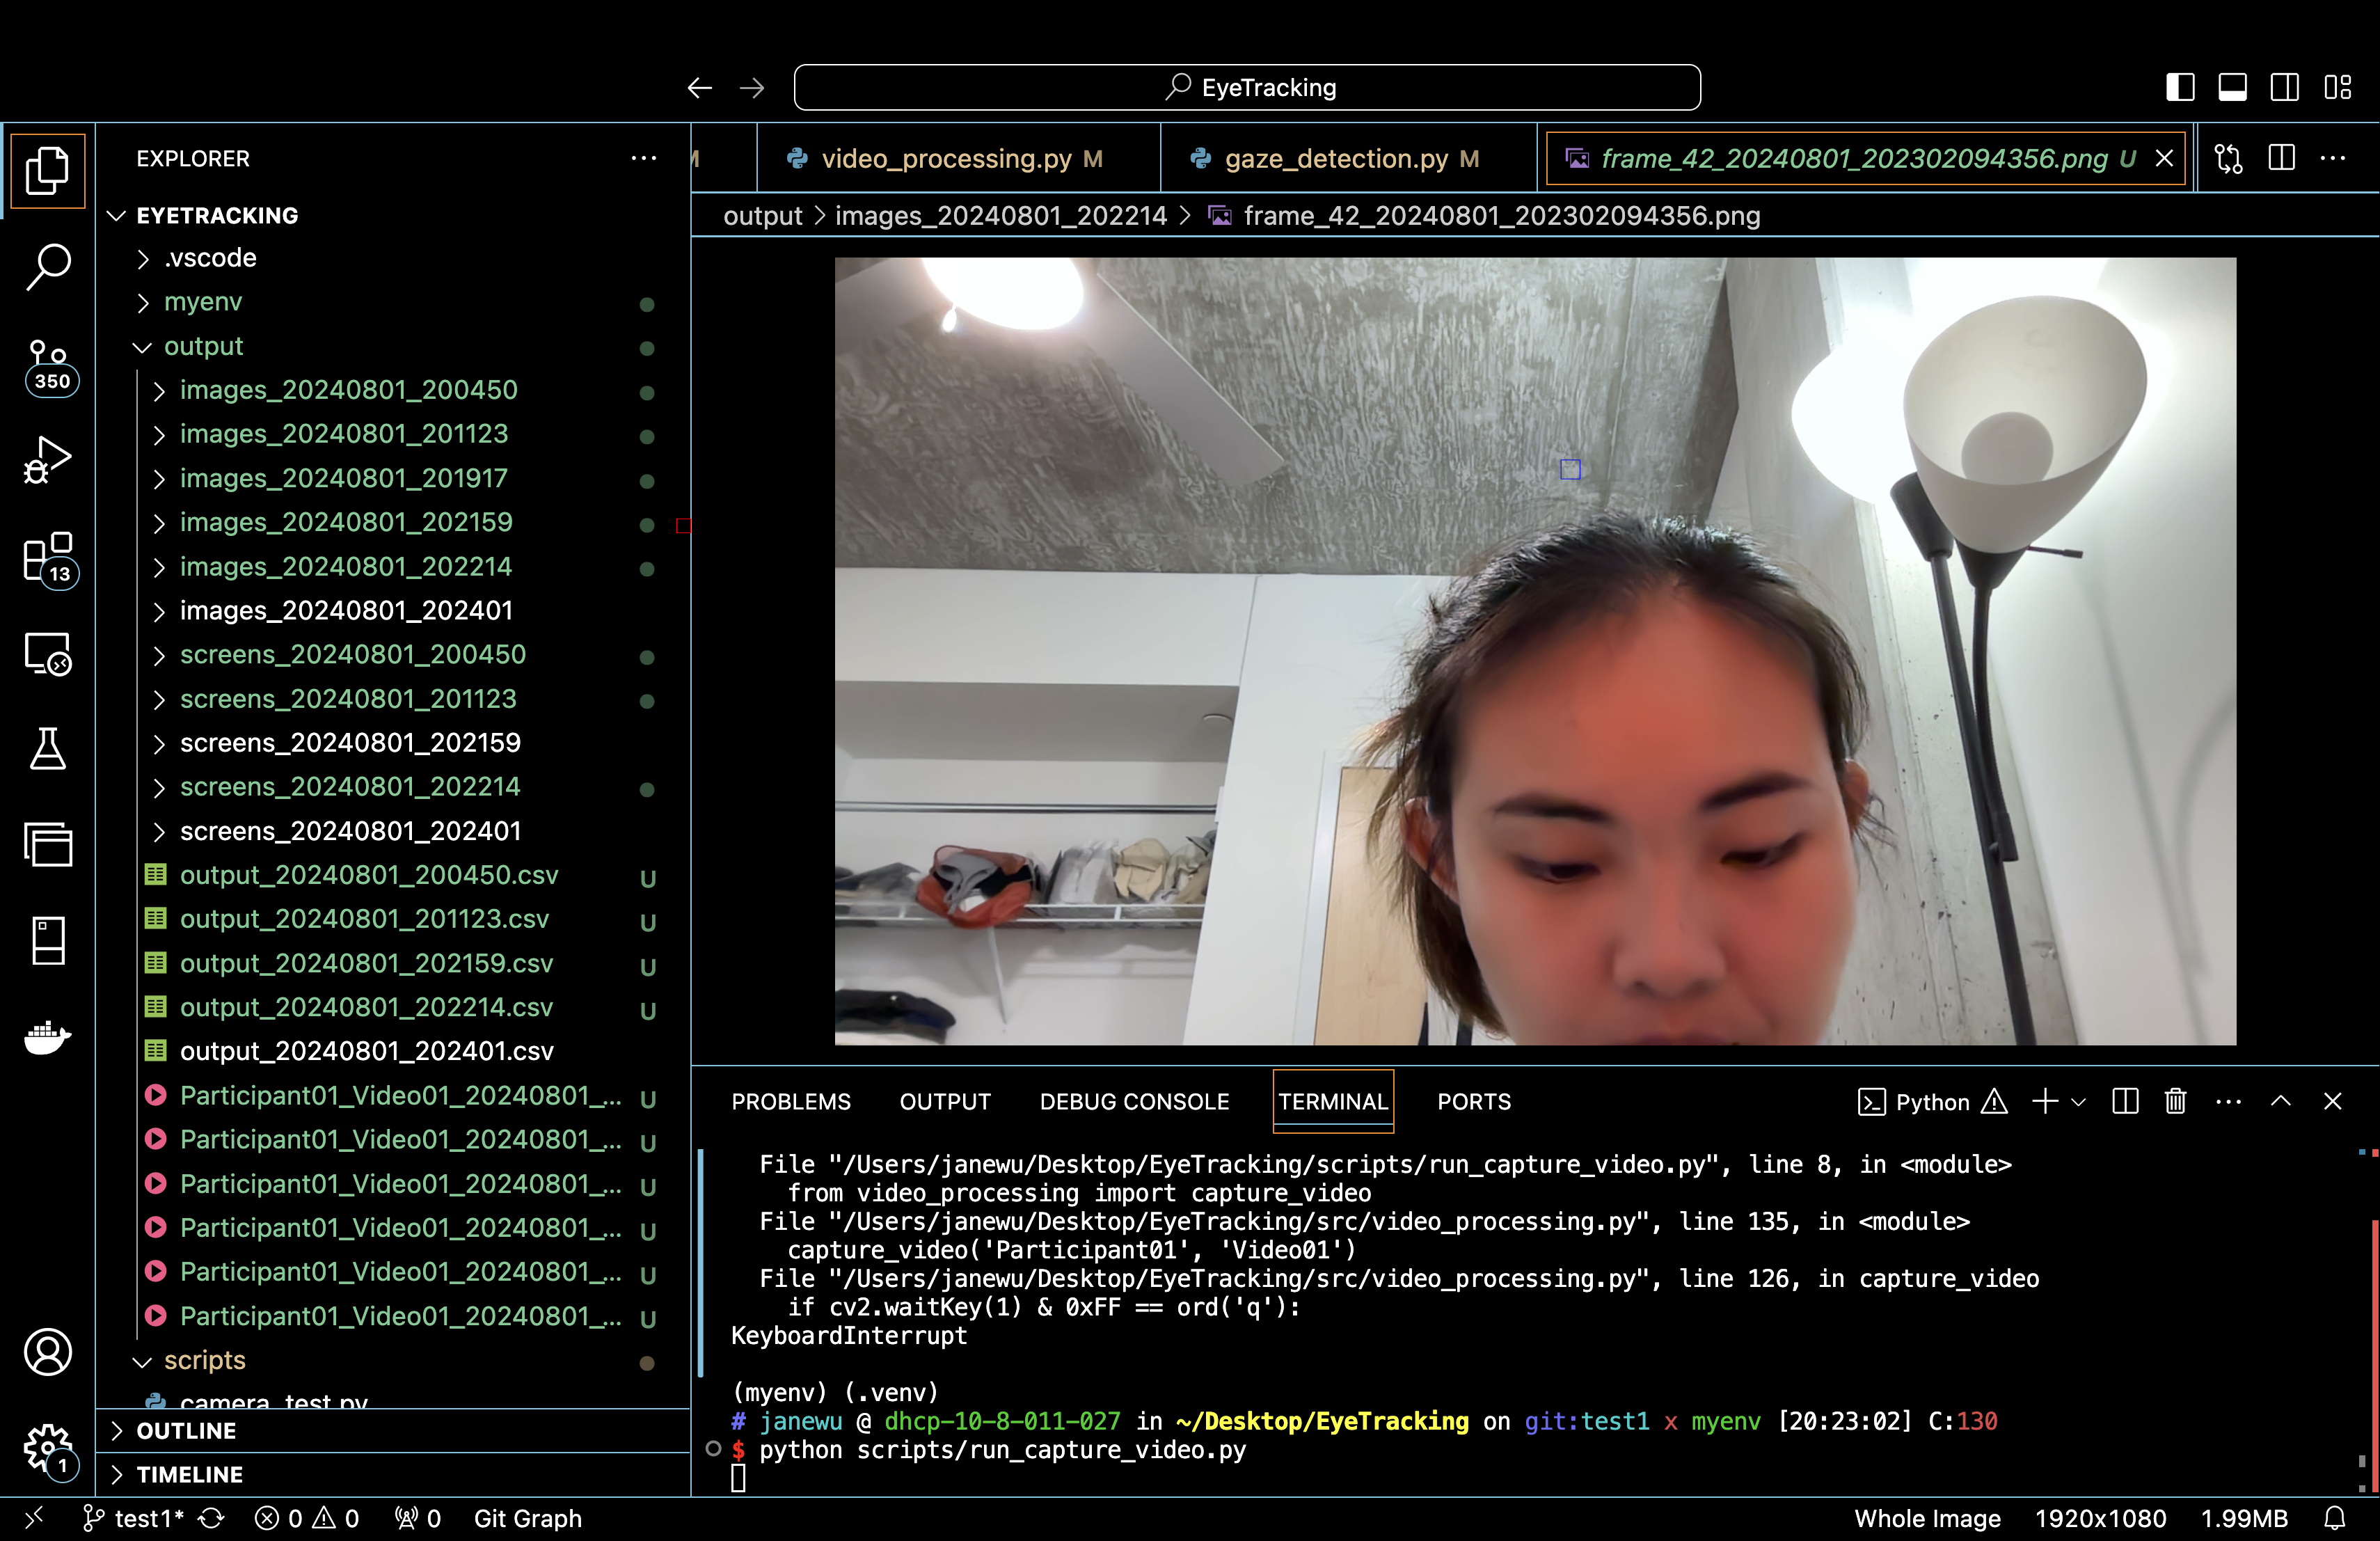 EyeTracking
EXPLORER
M
video_processing.py M
gaze_detection.py M
frame_42_20240801_202302094356.png U
output > images_20240801_202214 > frame_42_20240801_202302094356.png
EYETRACKING
.vscode
myenv
output
images_20240801_200450
images_20240801_201123
images_20240801_201917
images_20240801_202159
images_20240801_202214
images_20240801_202401
screens_20240801_200450
screens_20240801_201123
screens_20240801_202159
screens_20240801_202214
screens_20240801_202401
output_20240801_200450.csv U
output_20240801_201123.csv U
output_20240801_202159.csv U
output_20240801_202214.csv U
output_20240801_202401.csv
Participant01_Video01_20240801_... U
Participant01_Video01_20240801_... U
Participant01_Video01_20240801_... U
Participant01_Video01_20240801_... U
Participant01_Video01_20240801_... U
Participant01_Video01_20240801_... U
scripts
camera_test.py
OUTLINE
TIMELINE
350
13
1
PROBLEMS OUTPUT DEBUG CONSOLE TERMINAL PORTS
Python
File "/Users/janewu/Desktop/EyeTracking/scripts/run_capture_video.py", line 8, in <module>
from video_processing import capture_video
File "/Users/janewu/Desktop/EyeTracking/src/video_processing.py", line 135, in <module>
capture_video('Participant01', 'Video01')
File "/Users/janewu/Desktop/EyeTracking/src/video_processing.py", line 126, in capture_video
if cv2.waitKey(1) & 0xFF == ord('q'):
KeyboardInterrupt
(myenv) (.venv)
# janewu @ dhcp-10-8-011-027 in ~/Desktop/EyeTracking on git:test1 x myenv [20:23:02] C:130
$ python scripts/run_capture_video.py
test1* 0 0 0 Git Graph
Whole Image 1920x1080 1.99MB